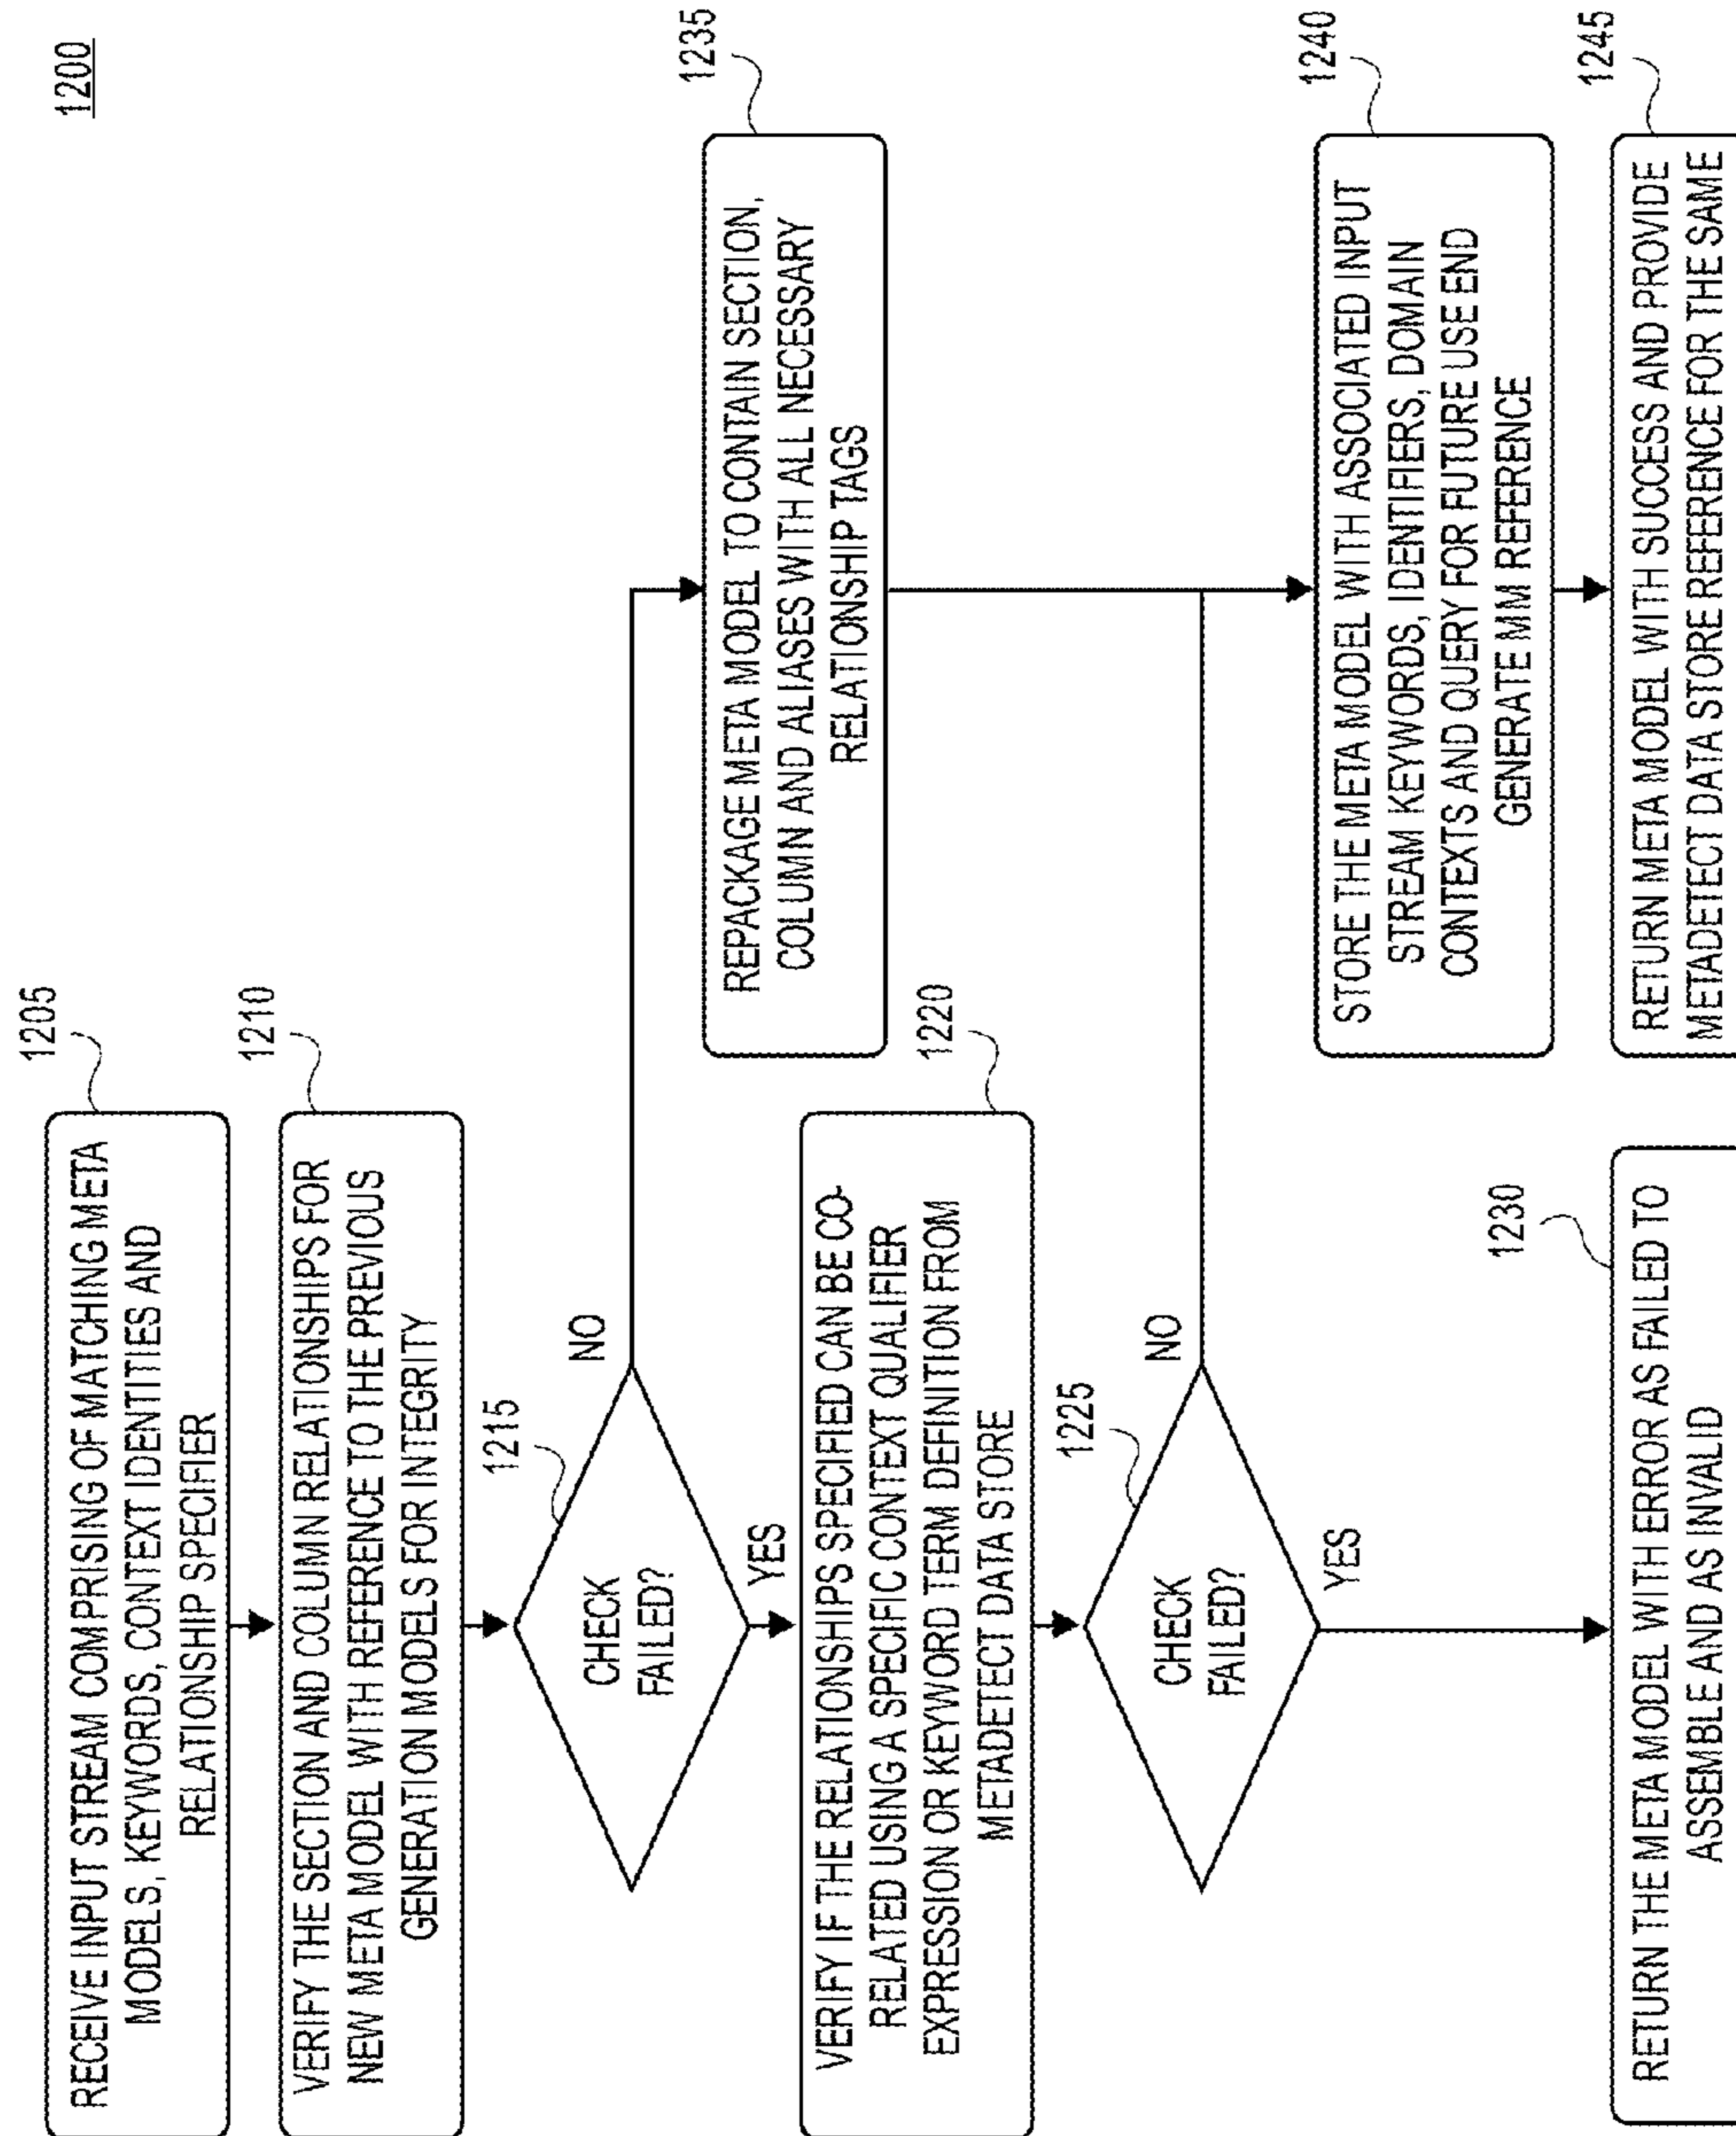 1200
1205
RECEIVE INPUT STREAM COMPRISING OF MATCHING META
MODELS, KEYWORDS, CONTEXT IDENTITIES AND
RELATIONSHIP SPECIFIER
1210
VERIFY THE SECTION AND COLUMN RELATIONSHIPS FOR
NEW META MODEL WITH REFERENCE TO THE PREVIOUS
GENERATION MODELS FOR INTEGRITY
1215
CHECK
FAILED?
NO
YES
1235
REPACKAGE META MODEL TO CONTAIN SECTION,
COLUMN AND ALIASES WITH ALL NECESSARY
RELATIONSHIP TAGS
1220
VERIFY IF THE RELATIONSHIPS SPECIFIED CAN BE CO-
RELATED USING A SPECIFIC CONTEXT QUALIFIER
EXPRESSION OR KEYWORD TERM DEFINITION FROM
METADETECT DATA STORE
1225
CHECK
FAILED?
NO
YES
1240
STORE THE META MODEL WITH ASSOCIATED INPUT
STREAM KEYWORDS, IDENTIFIERS, DOMAIN
CONTEXTS AND QUERY FOR FUTURE USE END
GENERATE MM REFERENCE
1230
RETURN THE META MODEL WITH ERROR AS FAILED TO
ASSEMBLE AND AS INVALID
1245
RETURN META MODEL WITH SUCCESS AND PROVIDE
METADETECT DATA STORE REFERENCE FOR THE SAME